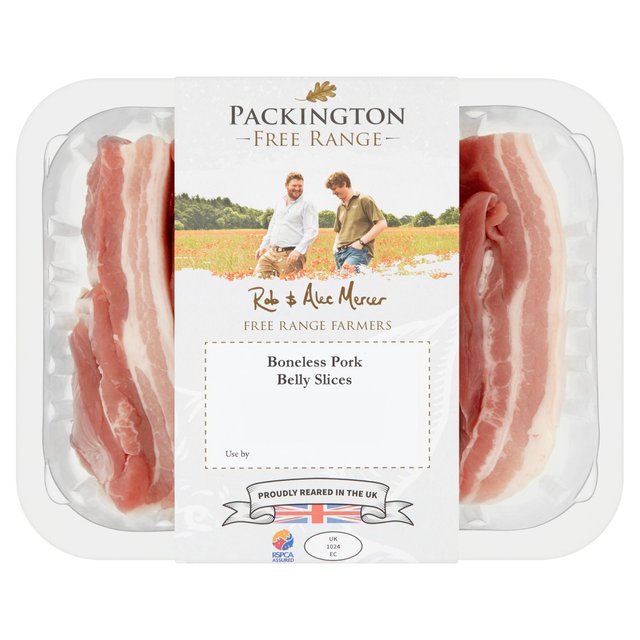 PACKINGTON
FREE RANGE
Rob & Alec Mercer
FREE RANGE FARMERS
Boneless Pork
Belly Slices
Use by
PROUDLY REARED IN THE UK
RSPCA
ASSURED
UK
1024
EC